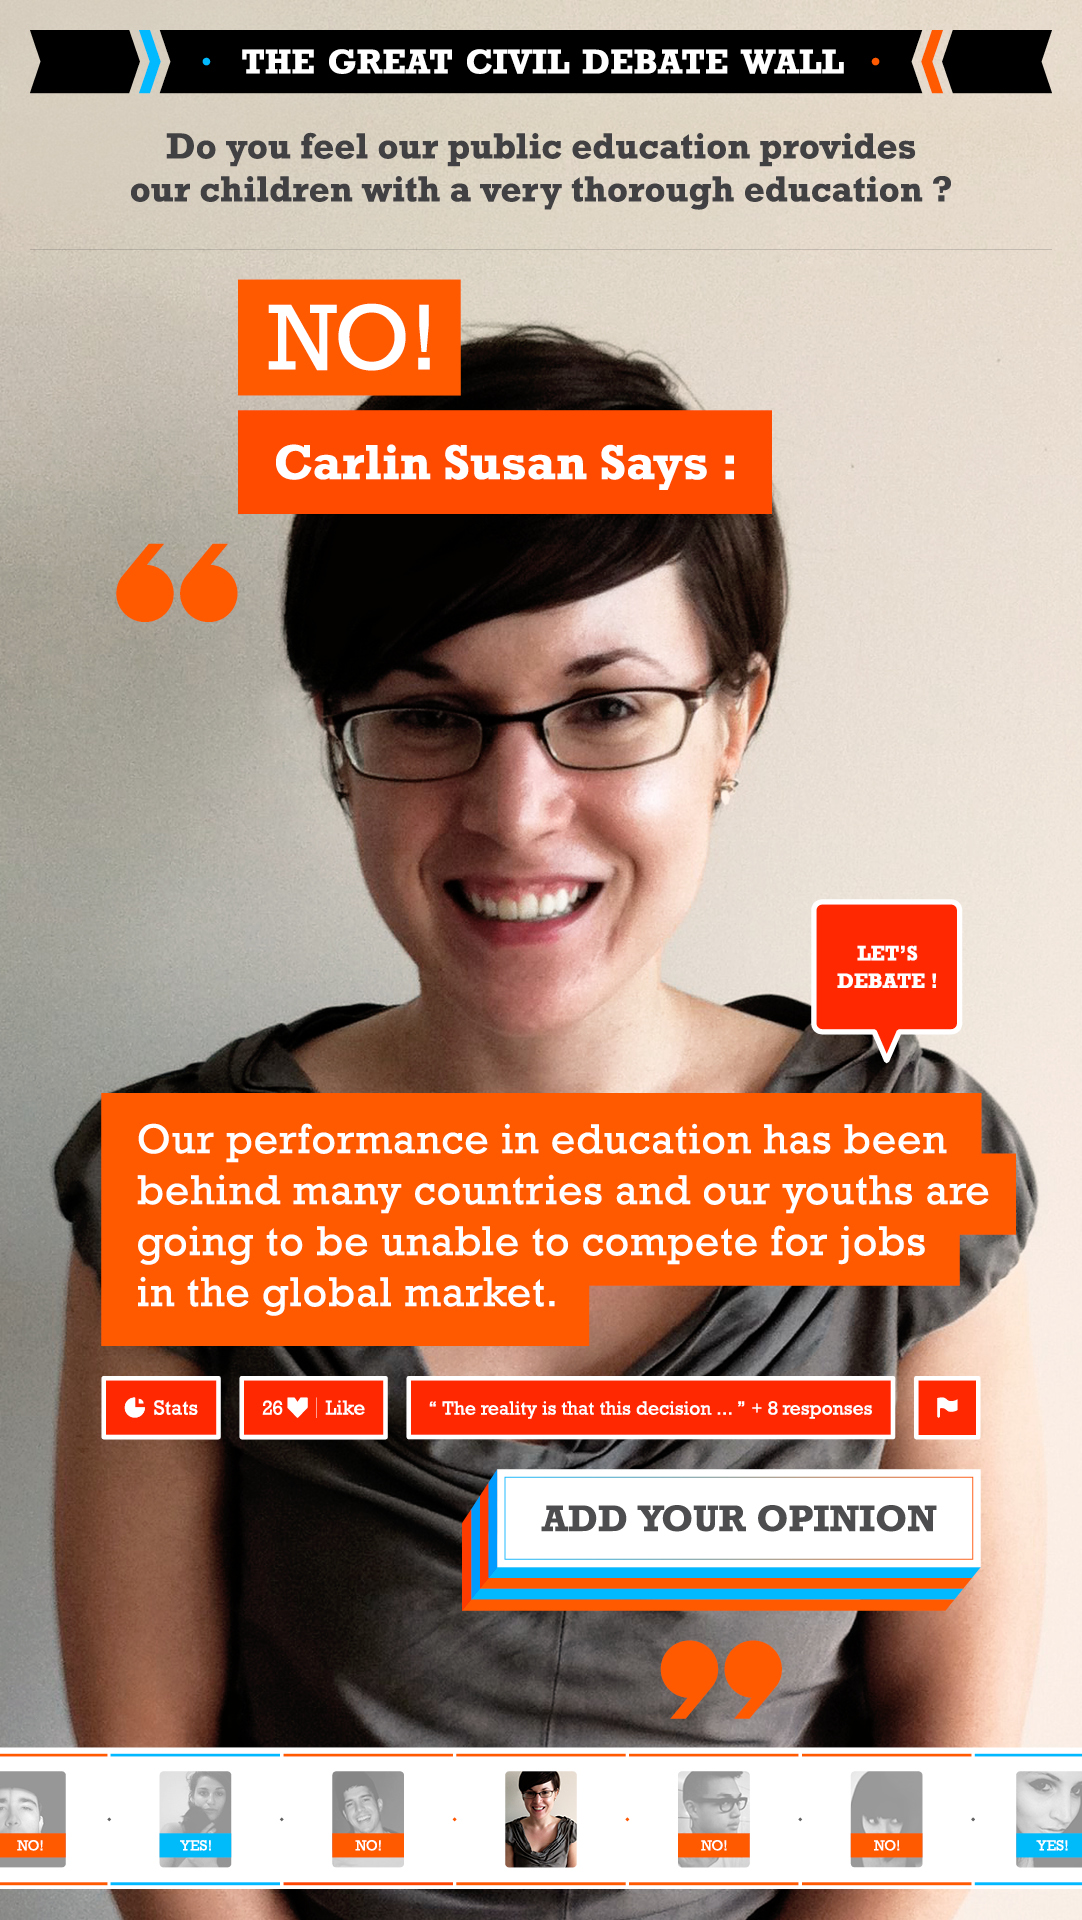 THE GREAT CIVIL DEBATE WALL
Do you feel our public education provides
our children with a very thorough education ?
NO!
Carlin Susan Says :
“
LET’S
DEBATE !
Our performance in education has been
behind many countries and our youths are
going to be unable to compete for jobs
in the global market.
Stats
26 Like
“ The reality is that this decision ... ” + 8 responses
ADD YOUR OPINION
”
NO!
YES!
NO!
NO!
NO!
YES!